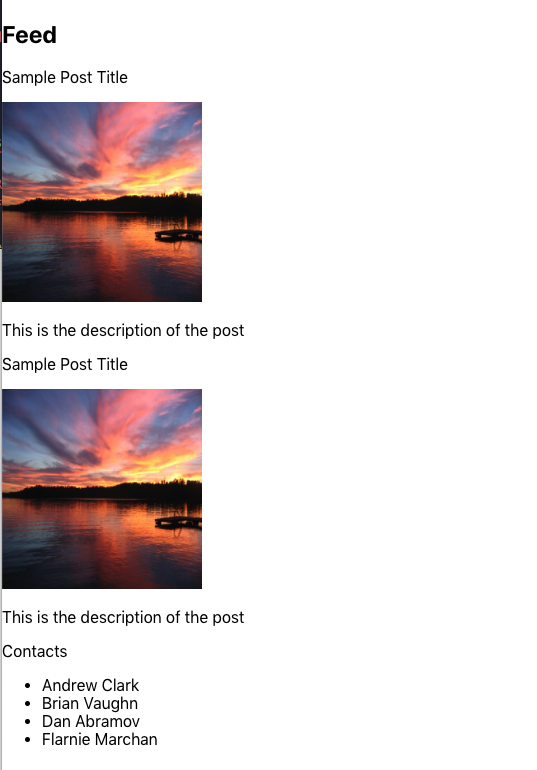 Feed
Sample Post Title
This is the description of the post
Sample Post Title
This is the description of the post
Contacts
Andrew Clark
Brian Vaughn
Dan Abramov
Flarnie Marchan